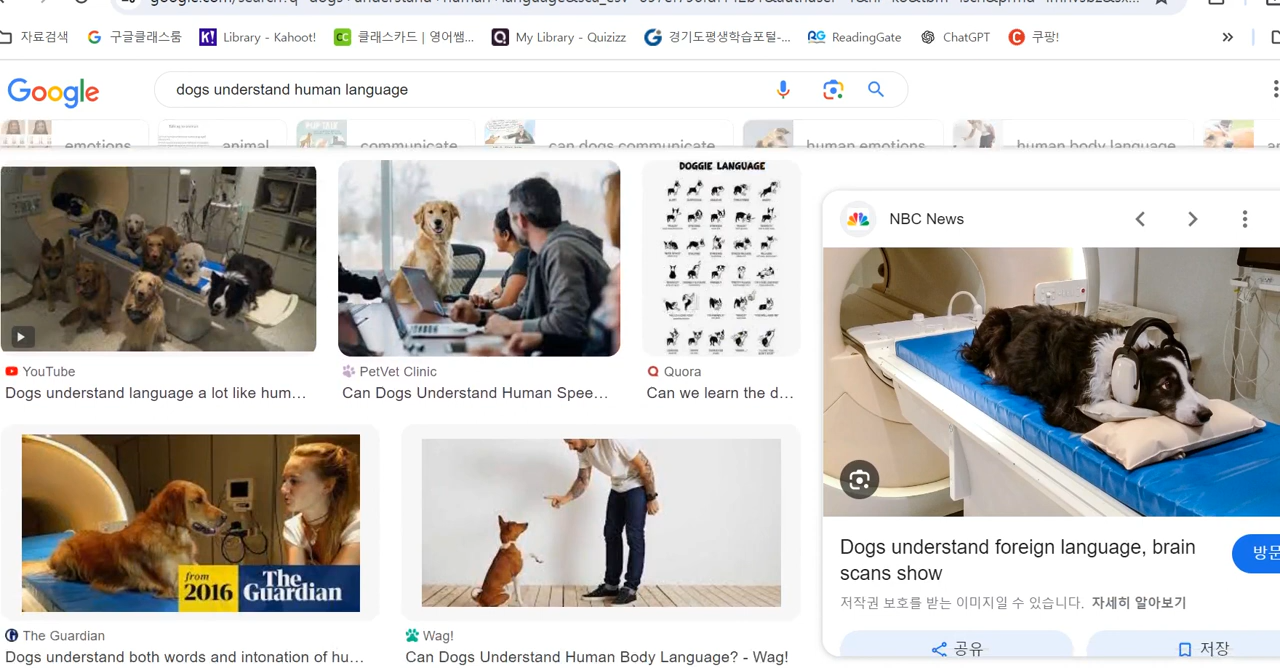 자료검색
구글클래스룸
Library - Kahoot!
클래스카드 | 영어쌤...
My Library - Quizizz
경기도평생학습포털-...
ReadingGate
ChatGPT
쿠팡!
Google
dogs understand human language
emotions
animal
communicate
can dogs communicate
human emotions
human body language
DOGGIE LANGUAGE
YouTube
Dogs understand language a lot like hum...
PetVet Clinic
Can Dogs Understand Human Spee...
Quora
Can we learn the d...
from
2016
The
Guardian
The Guardian
Dogs understand both words and intonation of hu...
Wag!
Can Dogs Understand Human Body Language? - Wag!
NBC News
Dogs understand foreign language, brain
scans show
저작권 보호를 받는 이미지일 수 있습니다. 자세히 알아보기
공유
저장